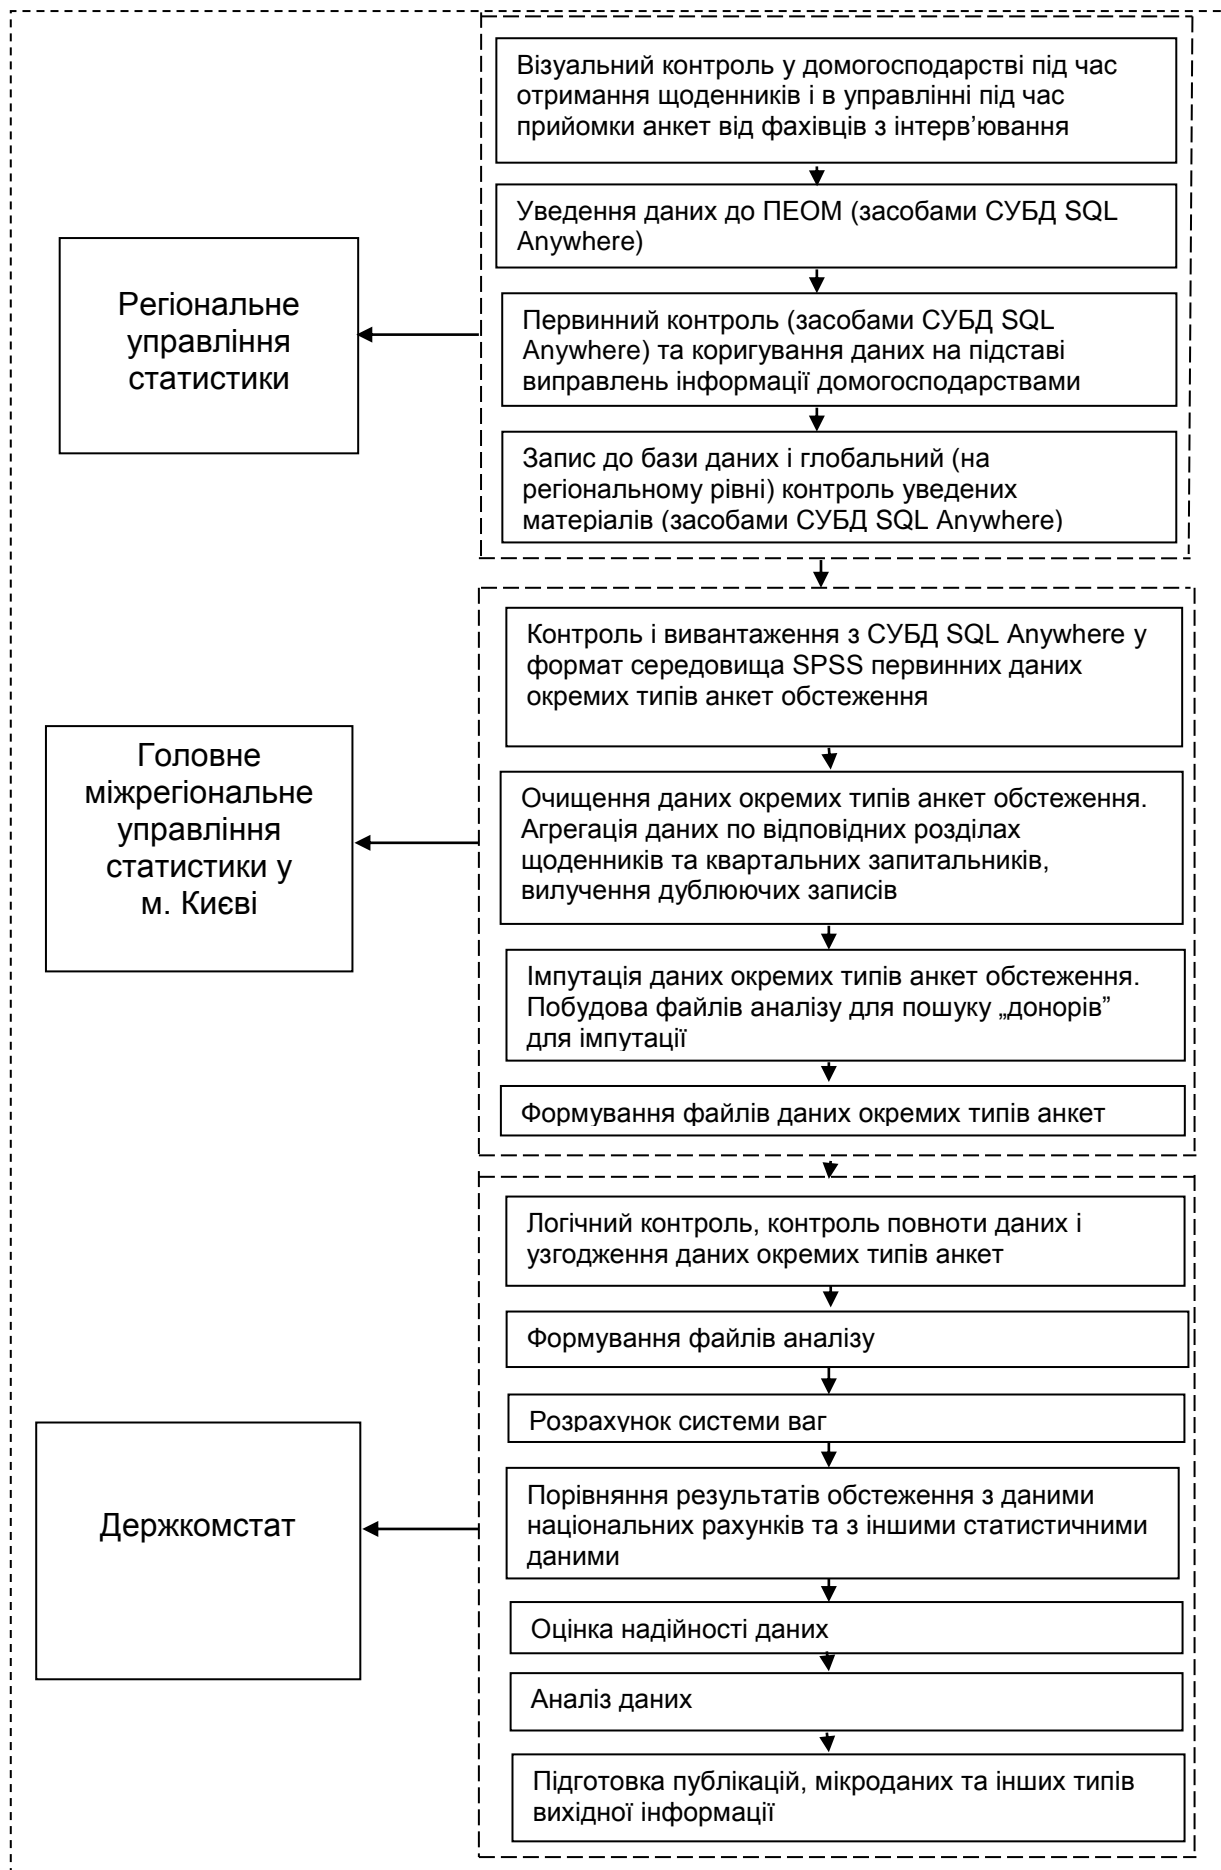 Візуальний контроль у домогосподарстві під час
отримання щоденників і в управлінні під час
прийомки анкет від фахівців з інтерв’ювання
Уведення даних до ПЕОМ (засобами СУБД SQL
Anywhere)
Регіональне
управління
статистики
Первинний контроль (засобами СУБД SQL
Anywhere) та коригування даних на підставі
виправлень інформації домогосподарствами
Запис до бази даних і глобальний (на
регіональному рівні) контроль уведених
матеріалів (засобами СУБД SQL Anywhere)
Контроль і вивантаження з СУБД SQL Anywhere у
формат середовища SPSS первинних даних
окремих типів анкет обстеження
Головне
міжрегіональне
управління
статистики у
м. Києві
Очищення даних окремих типів анкет обстеження.
Агрегація даних по відповідних розділах
щоденників та квартальних запитальників,
вилучення дублюючих записів
Імпутація даних окремих типів анкет обстеження.
Побудова файлів аналізу для пошуку „донорів”
для імпутації
Формування файлів даних окремих типів анкет
Логічний контроль, контроль повноти даних і
узгодження даних окремих типів анкет
Формування файлів аналізу
Розрахунок системи ваг
Держкомстат
Порівняння результатів обстеження з даними
національних рахунків та з іншими статистичними
даними
Оцінка надійності даних
Аналіз даних
Підготовка публікацій, мікроданих та інших типів
вихідної інформації